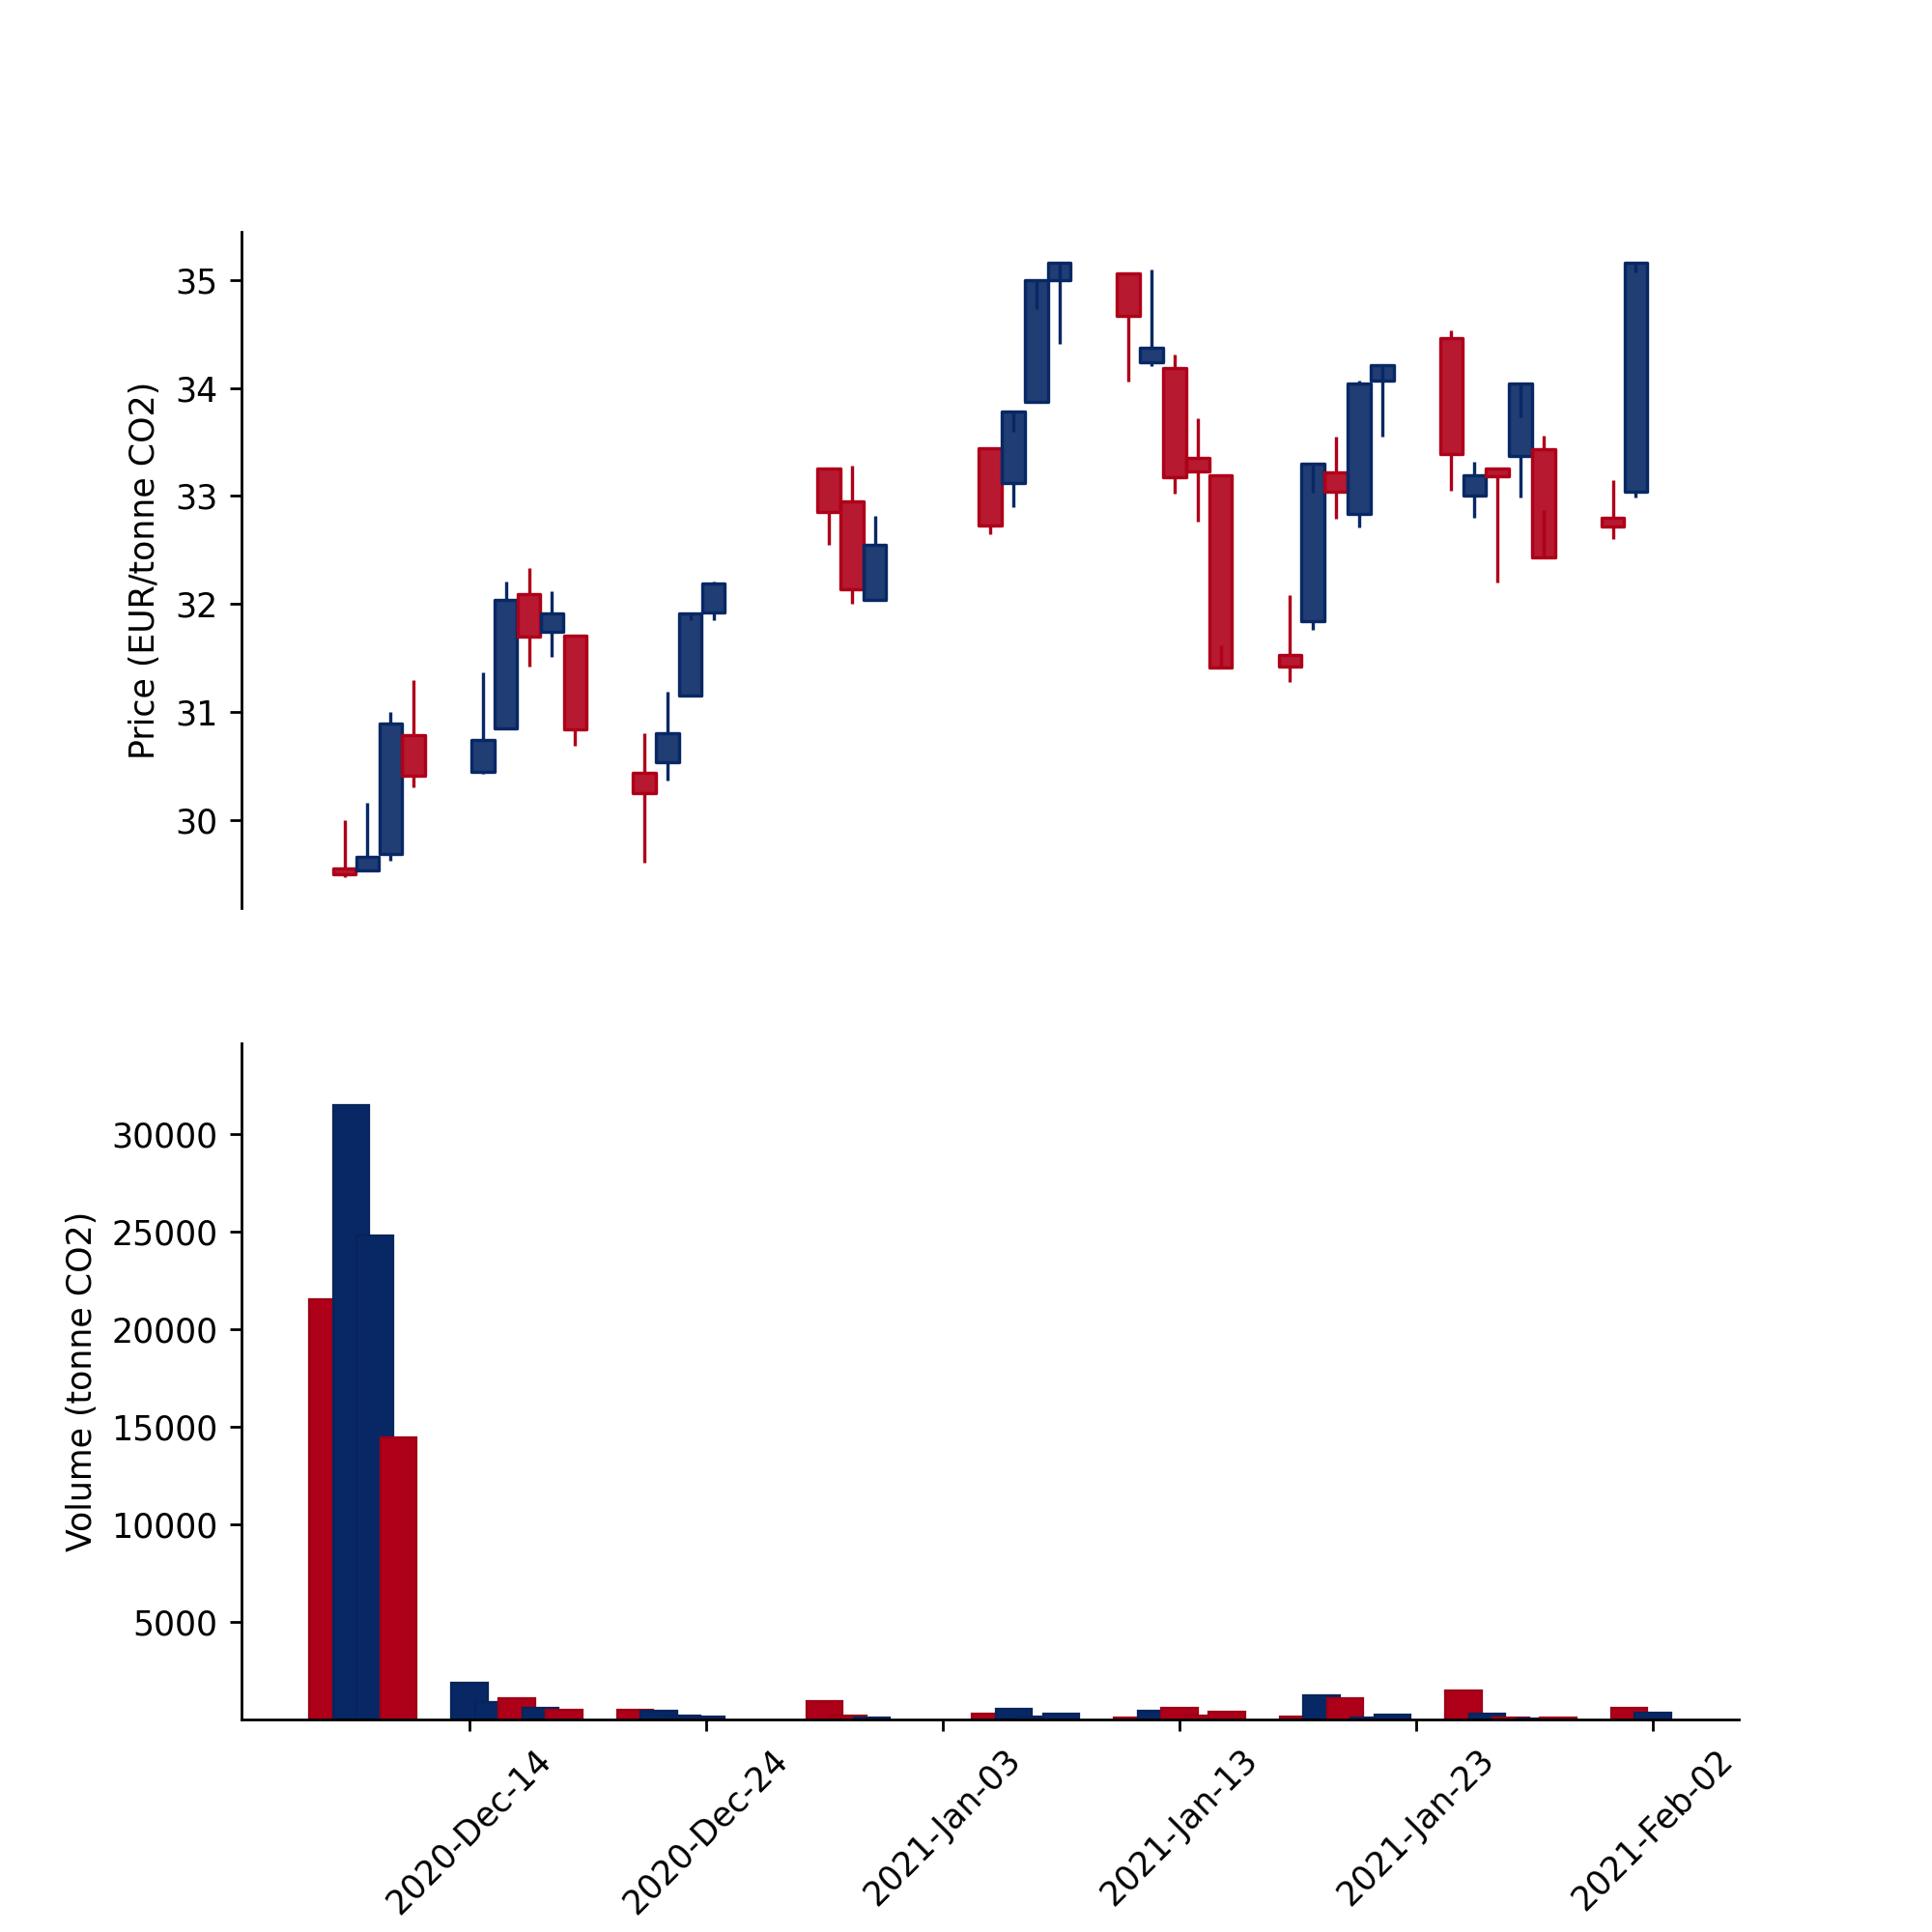 35
34
33
32
31
30
Price (EUR/tonne CO2)
30000
25000
20000
15000
10000
5000
Volume (tonne CO2)
2020-Dec-14
2020-Dec-24
2021-Jan-03
2021-Jan-13
2021-Jan-23
2021-Feb-02